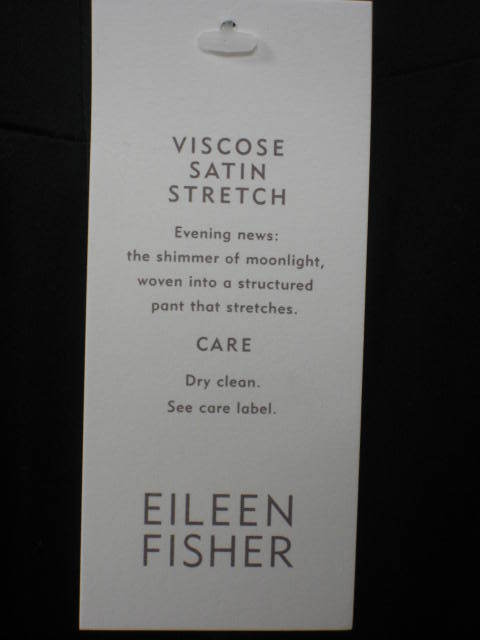 VISCOSE
SATIN
STRETCH
Evening news:
the shimmer of moonlight,
woven into a structured
pant that stretches.
CARE
Dry clean.
See care label.
EILEEN
FISHER